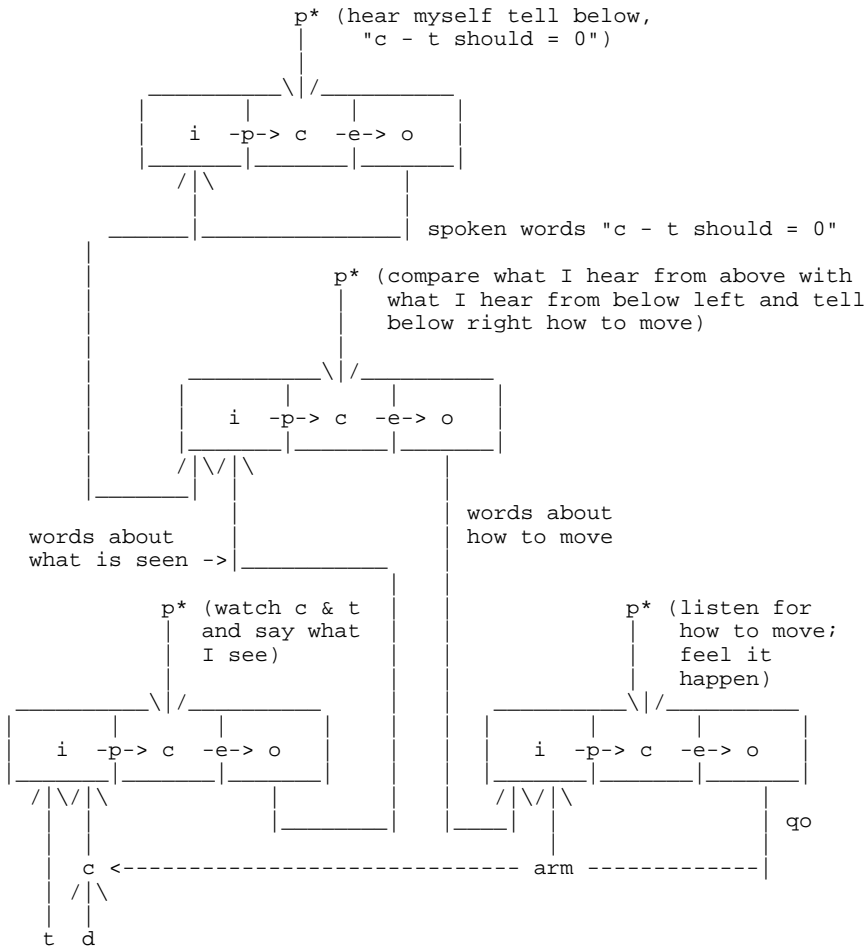 p* (hear myself tell below,
"c - t should = 0")
i -p-> c -e-> o
spoken words "c - t should = 0"
p* (compare what I hear from above with
what I hear from below left and tell
below right how to move)
i -p-> c -e-> o
words about
how to move
words about
what is seen ->
p* (watch c & t
and say what
I see)
p* (listen for
how to move;
feel it
happen)
i -p-> c -e-> o
i -p-> c -e-> o
qo
c <------------------------------ arm -------------
t d